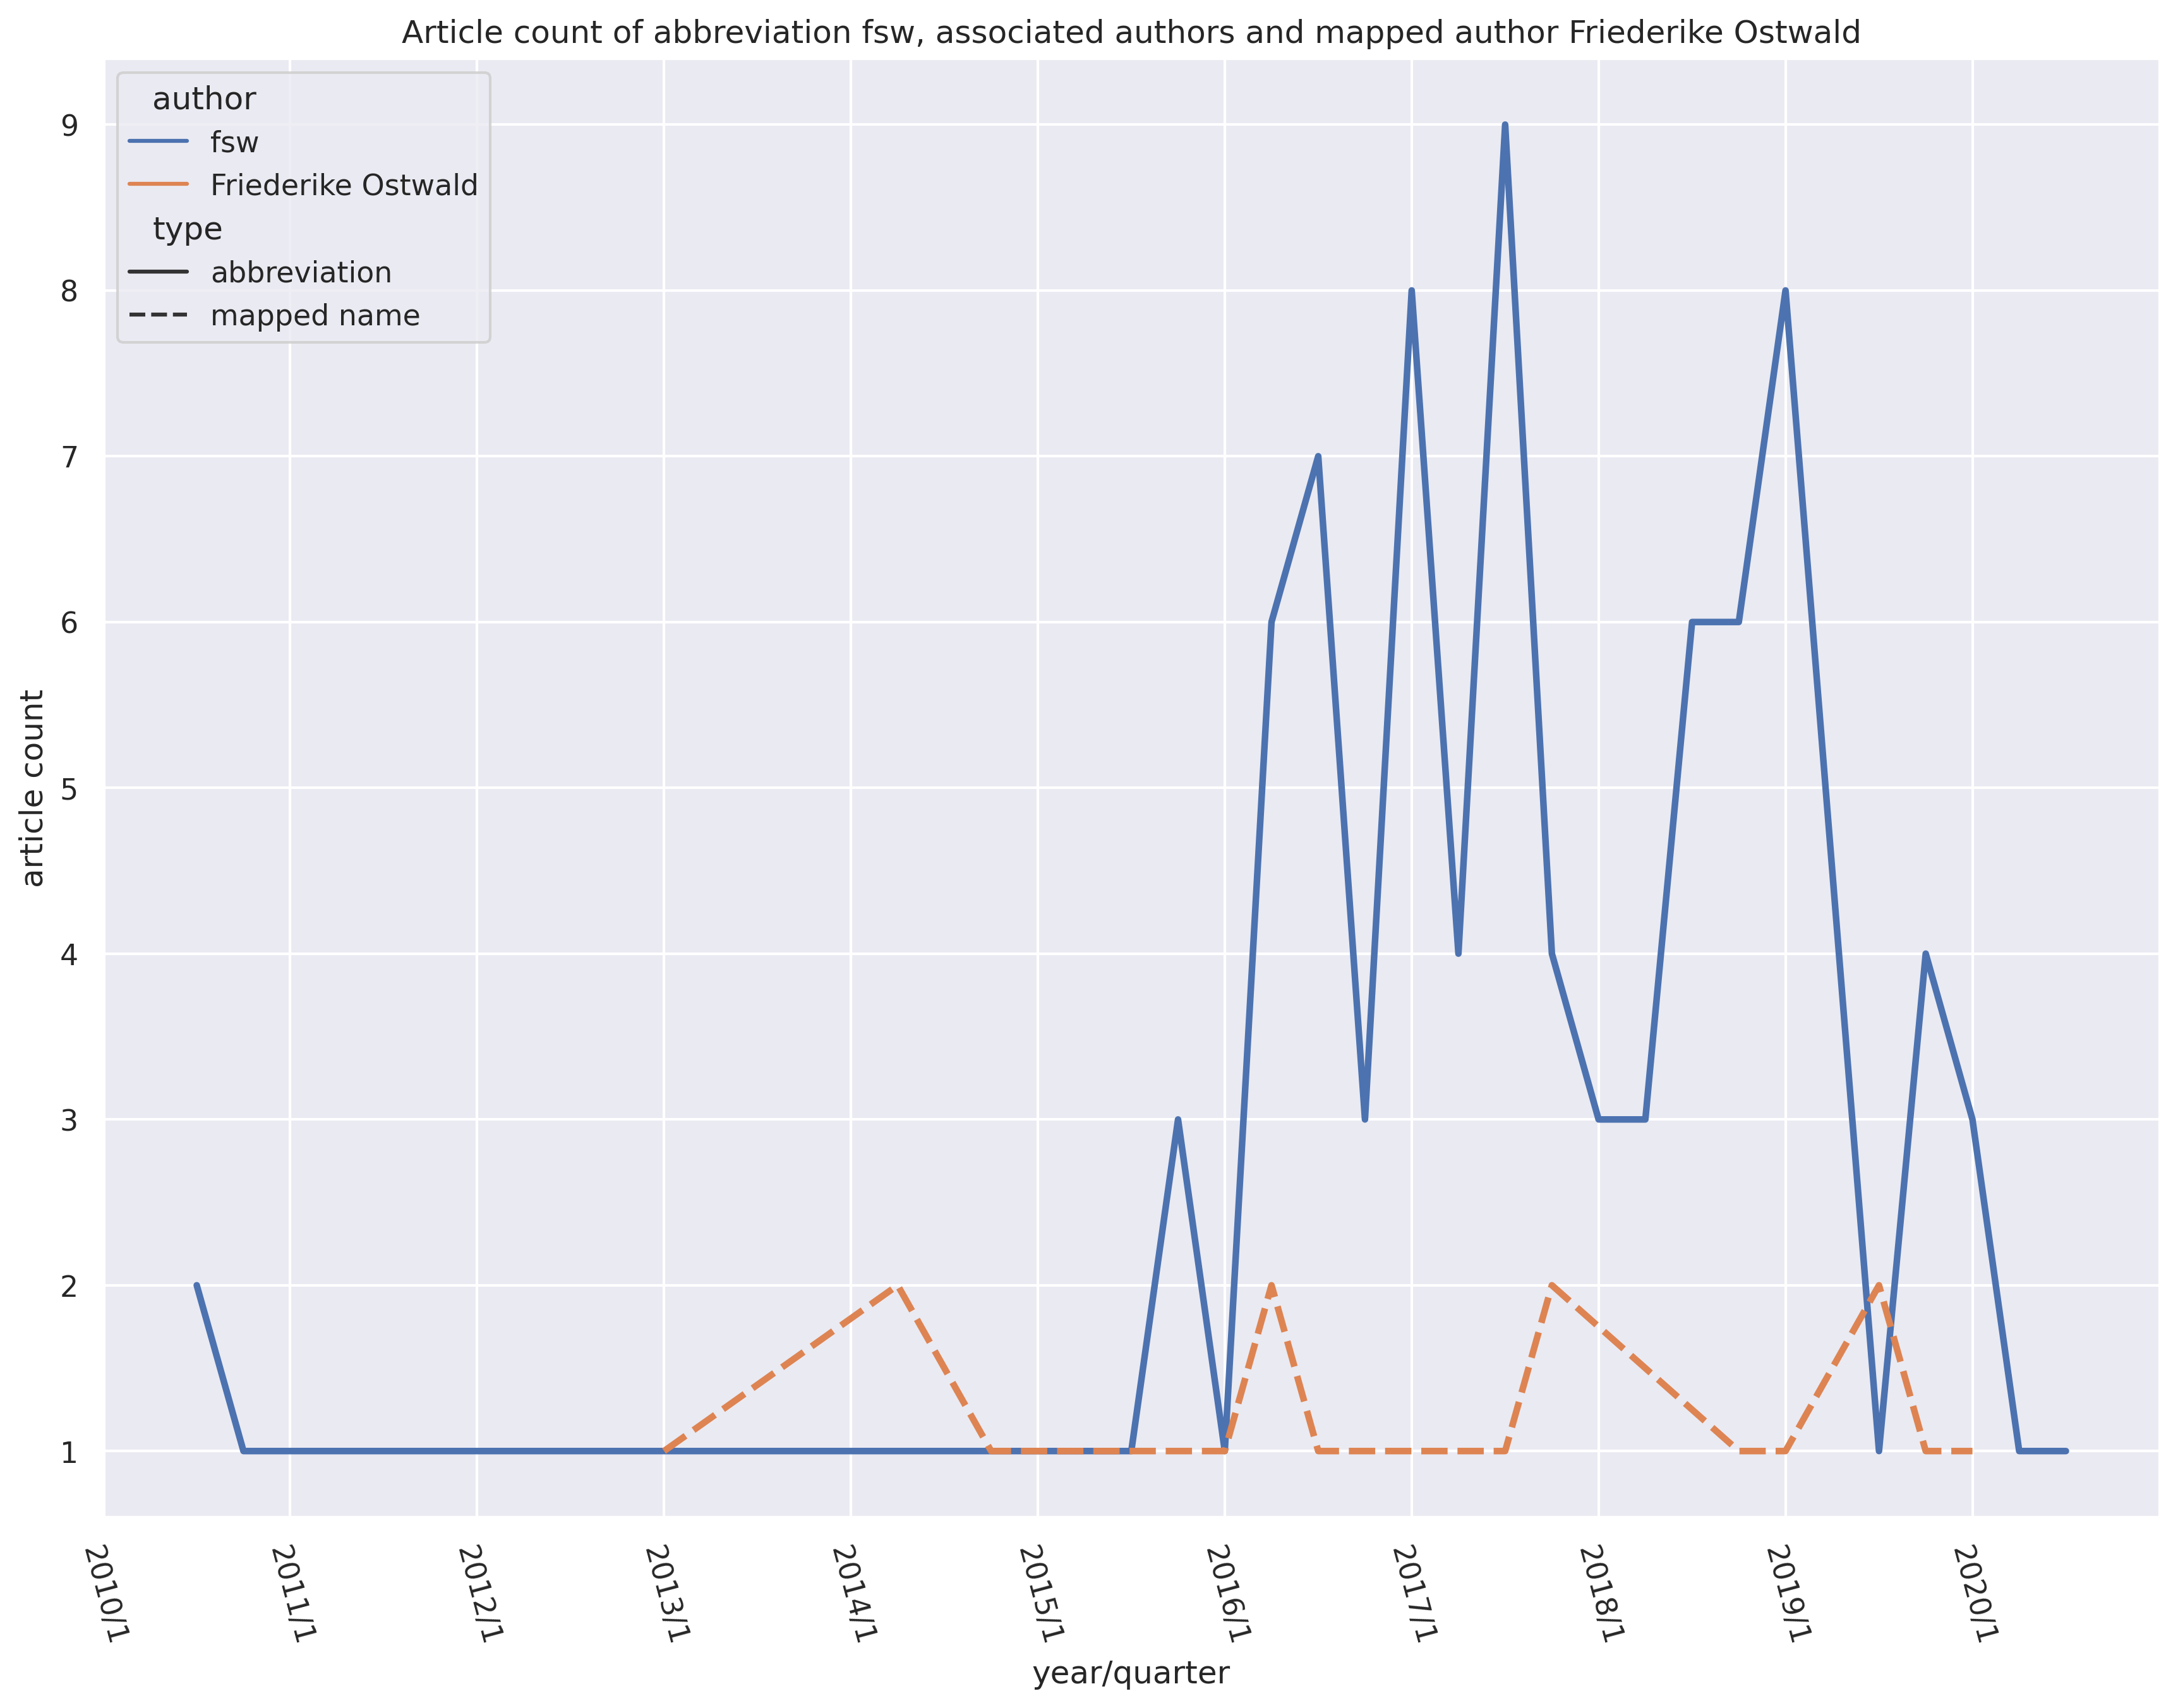 Article count of abbreviation fsw, associated authors and mapped author Friederike Ostwald
author
fsw
Friederike Ostwald
type
abbreviation
mapped name
article count
9
8
7
6
5
4
3
2
1
2010/1
2011/1
2012/1
2013/1
2014/1
2015/1
2016/1
2017/1
2018/1
2019/1
2020/1
year/quarter